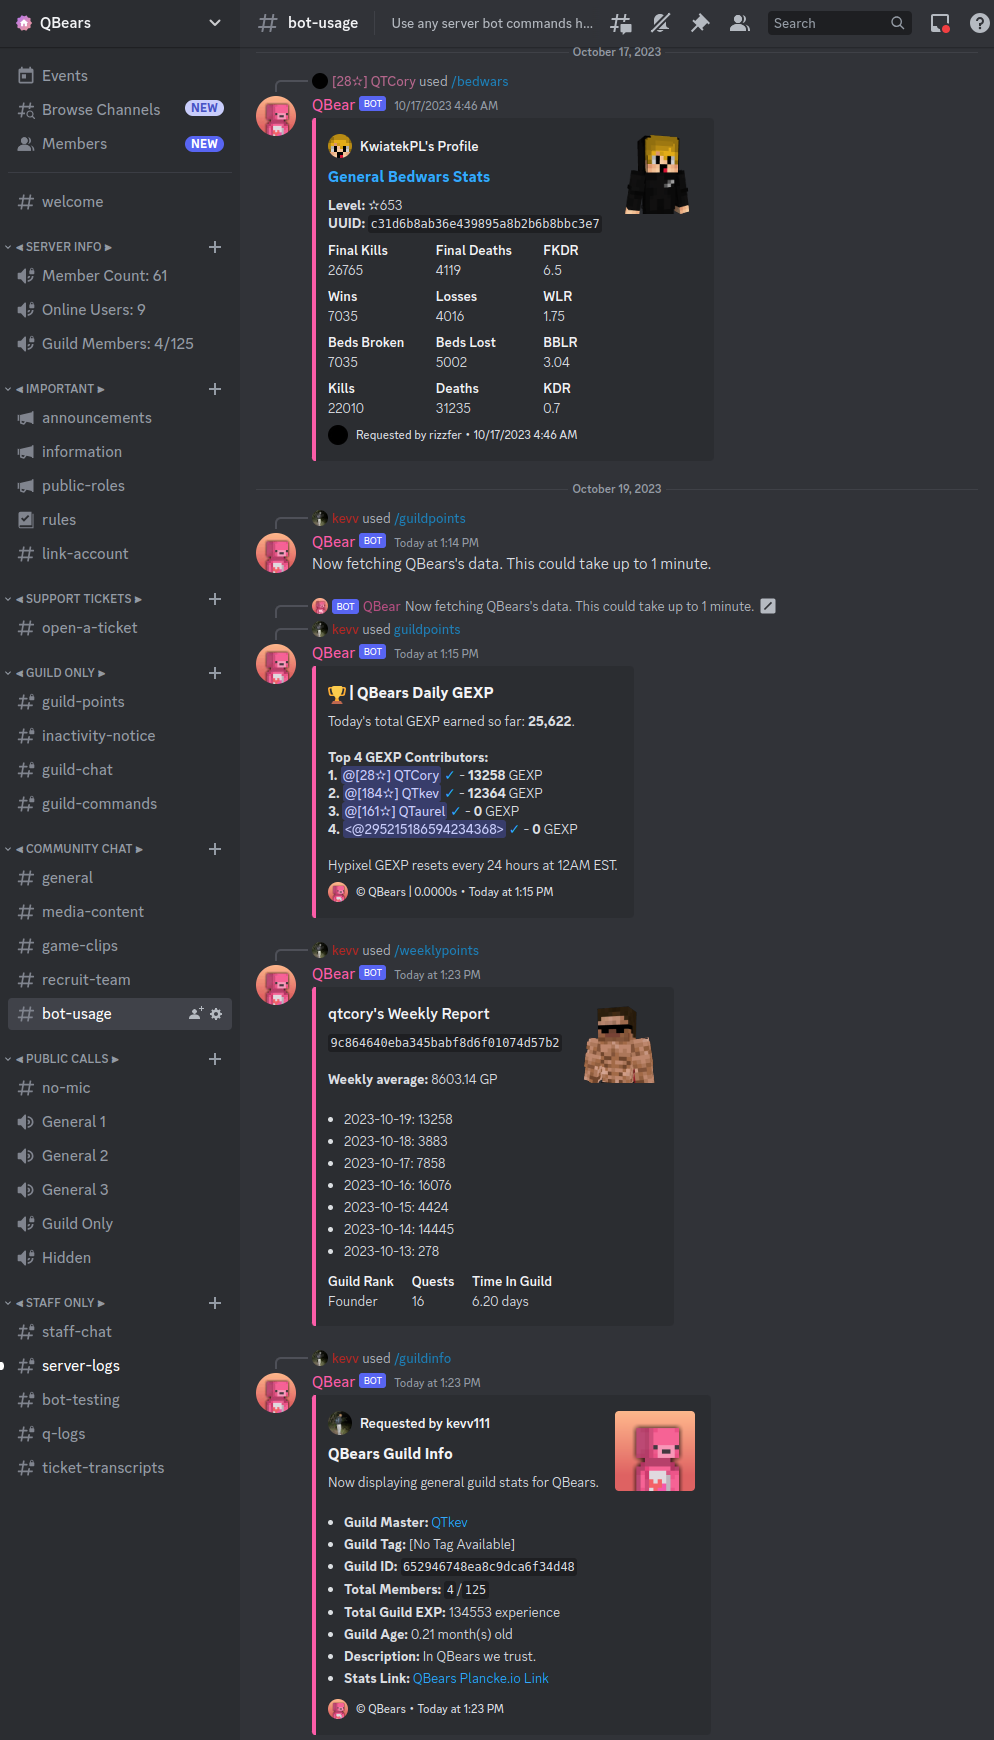 QBears
Events
Browse Channels NEW
Members NEW
welcome
SERVER INFO
Member Count: 61
Online Users: 9
Guild Members: 4/125
IMPORTANT
announcements
information
public-roles
rules
link-account
SUPPORT TICKETS
open-a-ticket
GUILD ONLY
guild-points
inactivity-notice
guild-chat
guild-commands
COMMUNITY CHAT
general
media-content
game-clips
recruit-team
bot-usage
PUBLIC CALLS
no-mic
General 1
General 2
General 3
Guild Only
Hidden
STAFF ONLY
staff-chat
server-logs
bot-testing
q-logs
ticket-transcripts
bot-usage Use any server bot commands h... Search
October 17, 2023
[28☆] QTCory used /bedwars
QBear BOT 10/17/2023 4:46 AM
KwiatekPL's Profile
General Bedwars Stats
Level: ☆653
UUID: c31d6b8ab36e439895a8b2b6b8bbc3e7
Final Kills Final Deaths FKDR
26765 4119 6.5
Wins Losses WLR
7035 4016 1.75
Beds Broken Beds Lost BBLR
7035 5002 3.04
Kills Deaths KDR
22010 31235 0.7
Requested by rizzfer • 10/17/2023 4:46 AM
October 19, 2023
kevv used /guildpoints
QBear BOT Today at 1:14 PM
Now fetching QBears's data. This could take up to 1 minute.
BOT QBear Now fetching QBears's data. This could take up to 1 minute.
kevv used guildpoints
QBear BOT Today at 1:15 PM
🏆 | QBears Daily GEXP
Today's total GEXP earned so far: 25,622.
Top 4 GEXP Contributors:
1. @[28☆] QTCory ✓ - 13258 GEXP
2. @[184☆] QTkev ✓ - 12364 GEXP
3. @[161☆] QTaurel ✓ - 0 GEXP
4. <@295215186594234368> ✓ - 0 GEXP
Hypixel GEXP resets every 24 hours at 12AM EST.
© QBears | 0.0000s • Today at 1:15 PM
kevv used /weeklypoints
QBear BOT Today at 1:23 PM
qtcory's Weekly Report
9c864640eba345babf8d6f01074d57b2
Weekly average: 8603.14 GP
• 2023-10-19: 13258
• 2023-10-18: 3883
• 2023-10-17: 7858
• 2023-10-16: 16076
• 2023-10-15: 4424
• 2023-10-14: 14445
• 2023-10-13: 278
Guild Rank Quests Time In Guild
Founder 16 6.20 days
kevv used /guildinfo
QBear BOT Today at 1:23 PM
Requested by kevv111
QBears Guild Info
Now displaying general guild stats for QBears.
• Guild Master: QTkev
• Guild Tag: [No Tag Available]
• Guild ID: 652946748ea8c9dca6f34d48
• Total Members: 4 / 125
• Total Guild EXP: 134553 experience
• Guild Age: 0.21 month(s) old
• Description: In QBears we trust.
• Stats Link: QBears Plancke.io Link
© QBears • Today at 1:23 PM